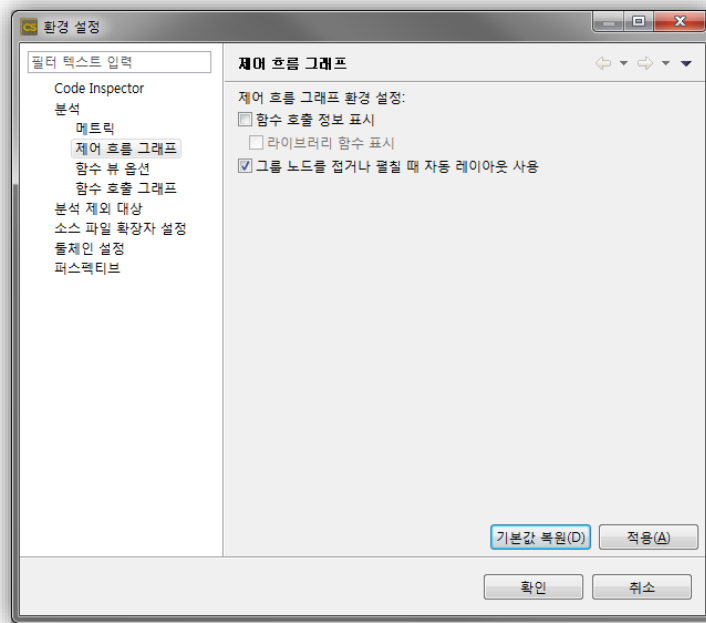 CS 환경 설정
필터 텍스트 입력
Code Inspector
분석
메트릭
제어 흐름 그래프
함수 뷰 옵션
함수 호출 그래프
분석 제외 대상
소스 파일 확장자 설정
툴체인 설정
퍼스펙티브
제어 흐름 그래프
제어 흐름 그래프 환경 설정:
함수 호출 정보 표시
라이브러리 함수 표시
그룹 노드를 접거나 펼칠 때 자동 레이아웃 사용
기본값 복원(D)
적용(A)
확인
취소